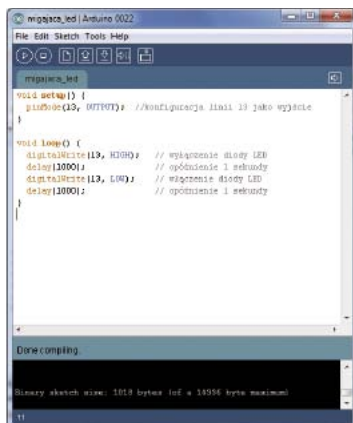 migajaca_led | Arduino 0022
File Edit Sketch Tools Help
migajaca_led
void setup() {
pinMode(13, OUTPUT); //konfiguracja linii 13 jako wyjście
}
void loop() {
digitalWrite(13, HIGH); // wyłączenie diody LED
delay(1000); // opóźnienie 1 sekundy
digitalWrite(13, LOW); // włączenie diody LED
delay(1000); // opóźnienie 1 sekundy
}
Done compiling.
Binary sketch size: 1018 bytes (of a 14336 byte maximum)
11